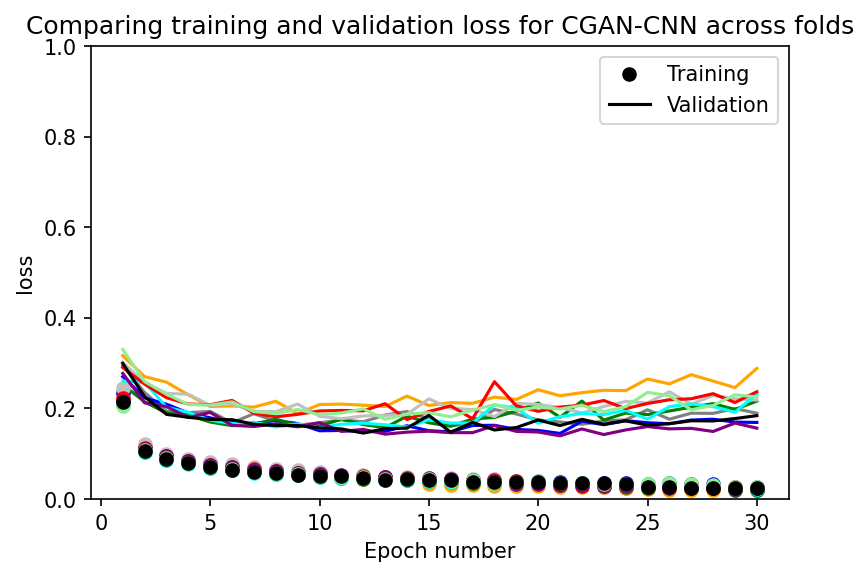 Comparing training and validation loss for CGAN-CNN across folds
1.0
0.8
0.6
0.4
0.2
0.0
loss
Training
Validation
0 5 10 15 20 25 30
Epoch number